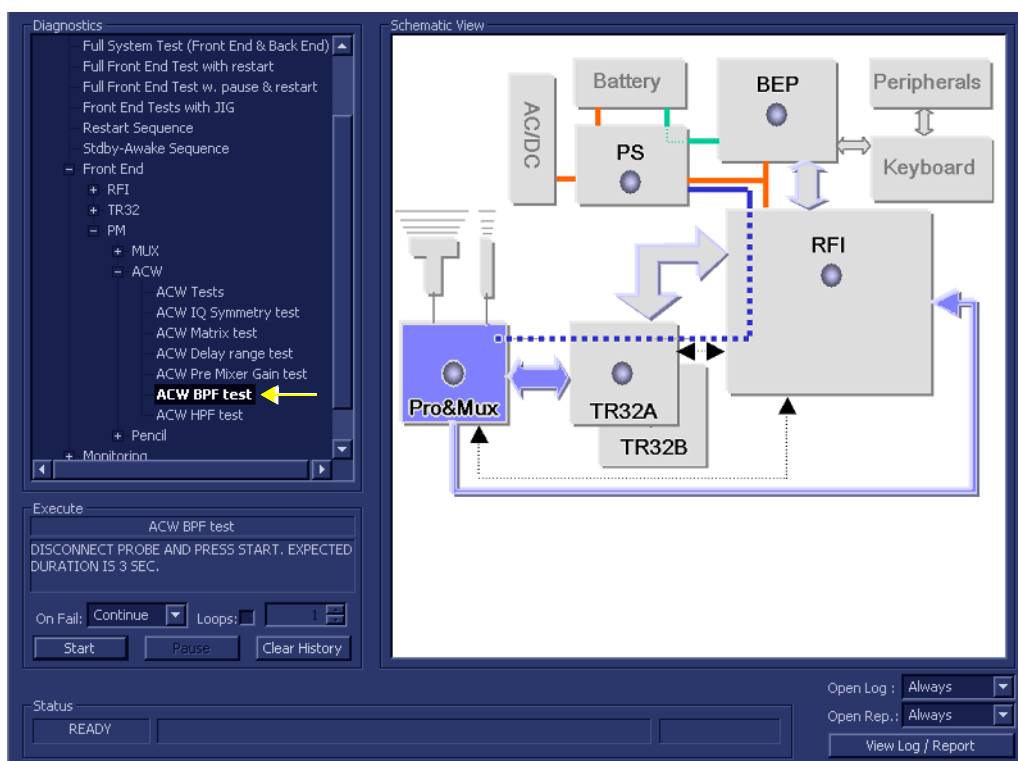 Diagnostics
Full System Test (Front End & Back End)
Full Front End Test with restart
Full Front End Test w. pause & restart
Front End Tests with JIG
Restart Sequence
Stdby-Awake Sequence
Front End
RFI
TR32
PM
MUX
ACW
ACW Tests
ACW IQ Symmetry test
ACW Matrix test
ACW Delay range test
ACW Pre Mixer Gain test
ACW BPF test
ACW HPF test
Pencil
Monitoring
Execute
ACW BPF test
DISCONNECT PROBE AND PRESS START. EXPECTED
DURATION IS 3 SEC.
On Fail: Continue Loops: 1
Start Pause Clear History
Schematic View
Battery
BEP
Peripherals
AC/DC
PS
Keyboard
RFI
Pro&Mux
TR32A
TR32B
Status
READY
Open Log : Always
Open Rep.: Always
View Log / Report